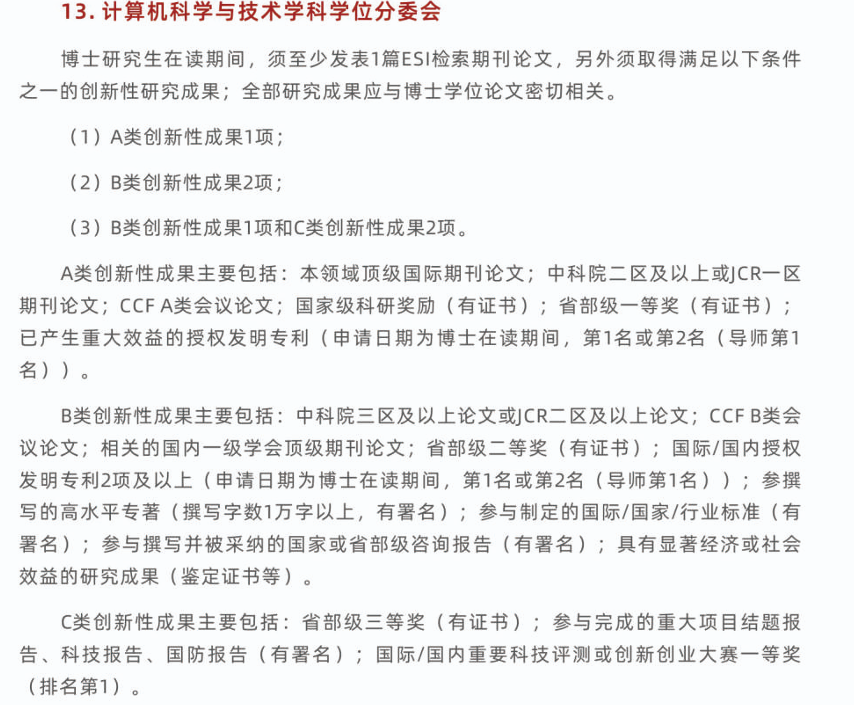 13. 计算机科学与技术学科学位分委会
博士研究生在读期间，须至少发表1篇ESI检索期刊论文，另外须取得满足以下条件
之一的创新性研究成果；全部研究成果应与博士学位论文密切相关。
（1）A类创新性成果1项；
（2）B类创新性成果2项；
（3）B类创新性成果1项和C类创新性成果2项。
A类创新性成果主要包括：本领域顶级国际期刊论文；中科院二区及以上或JCR一区
期刊论文；CCF A类会议论文；国家级科研奖励（有证书）；省部级一等奖（有证书）；
已产生重大效益的授权发明专利（申请日期为博士在读期间，第1名或第2名（导师第1
名））。
B类创新性成果主要包括：中科院三区及以上论文或JCR二区及以上论文；CCF B类会
议论文；相关的国内一级学会顶级期刊论文；省部级二等奖（有证书）；国际/国内授权
发明专利2项及以上（申请日期为博士在读期间，第1名或第2名（导师第1名））；参撰
写的高水平专著（撰写字数1万字以上，有署名）；参与制定的国际/国家/行业标准（有
署名）；参与撰写并被采纳的国家或省部级咨询报告（有署名）；具有显著经济或社会
效益的研究成果（鉴定证书等）。
C类创新性成果主要包括：省部级三等奖（有证书）；参与完成的重大项目结题报
告、科技报告、国防报告（有署名）；国际/国内重要科技评测或创新创业大赛一等奖
（排名第1）。